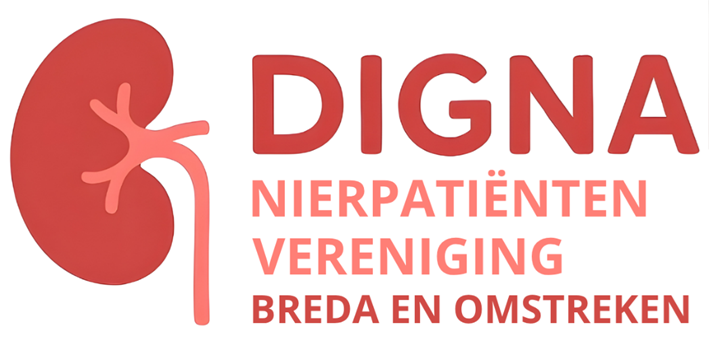 DIGNA
NIERPATIËNTEN
VERENIGING
BREDA EN OMSTREKEN